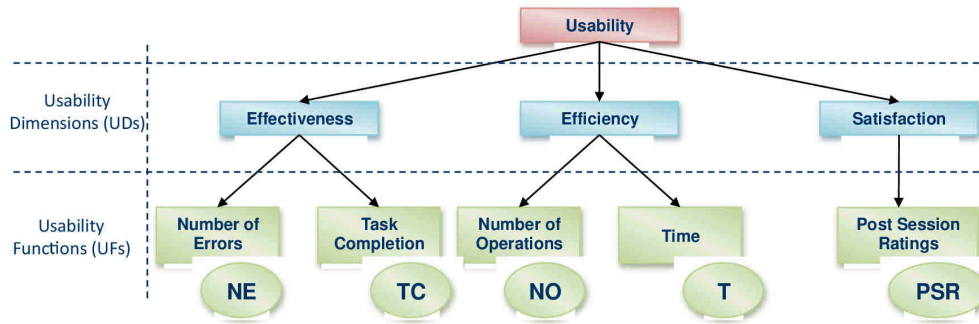 Usability
Usability
Dimensions (UDs)
Effectiveness
Efficiency
Satisfaction
Usability
Functions (UFs)
Number of
Errors
Task
Completion
Number of
Operations
Time
Post Session
Ratings
NE
TC
NO
T
PSR